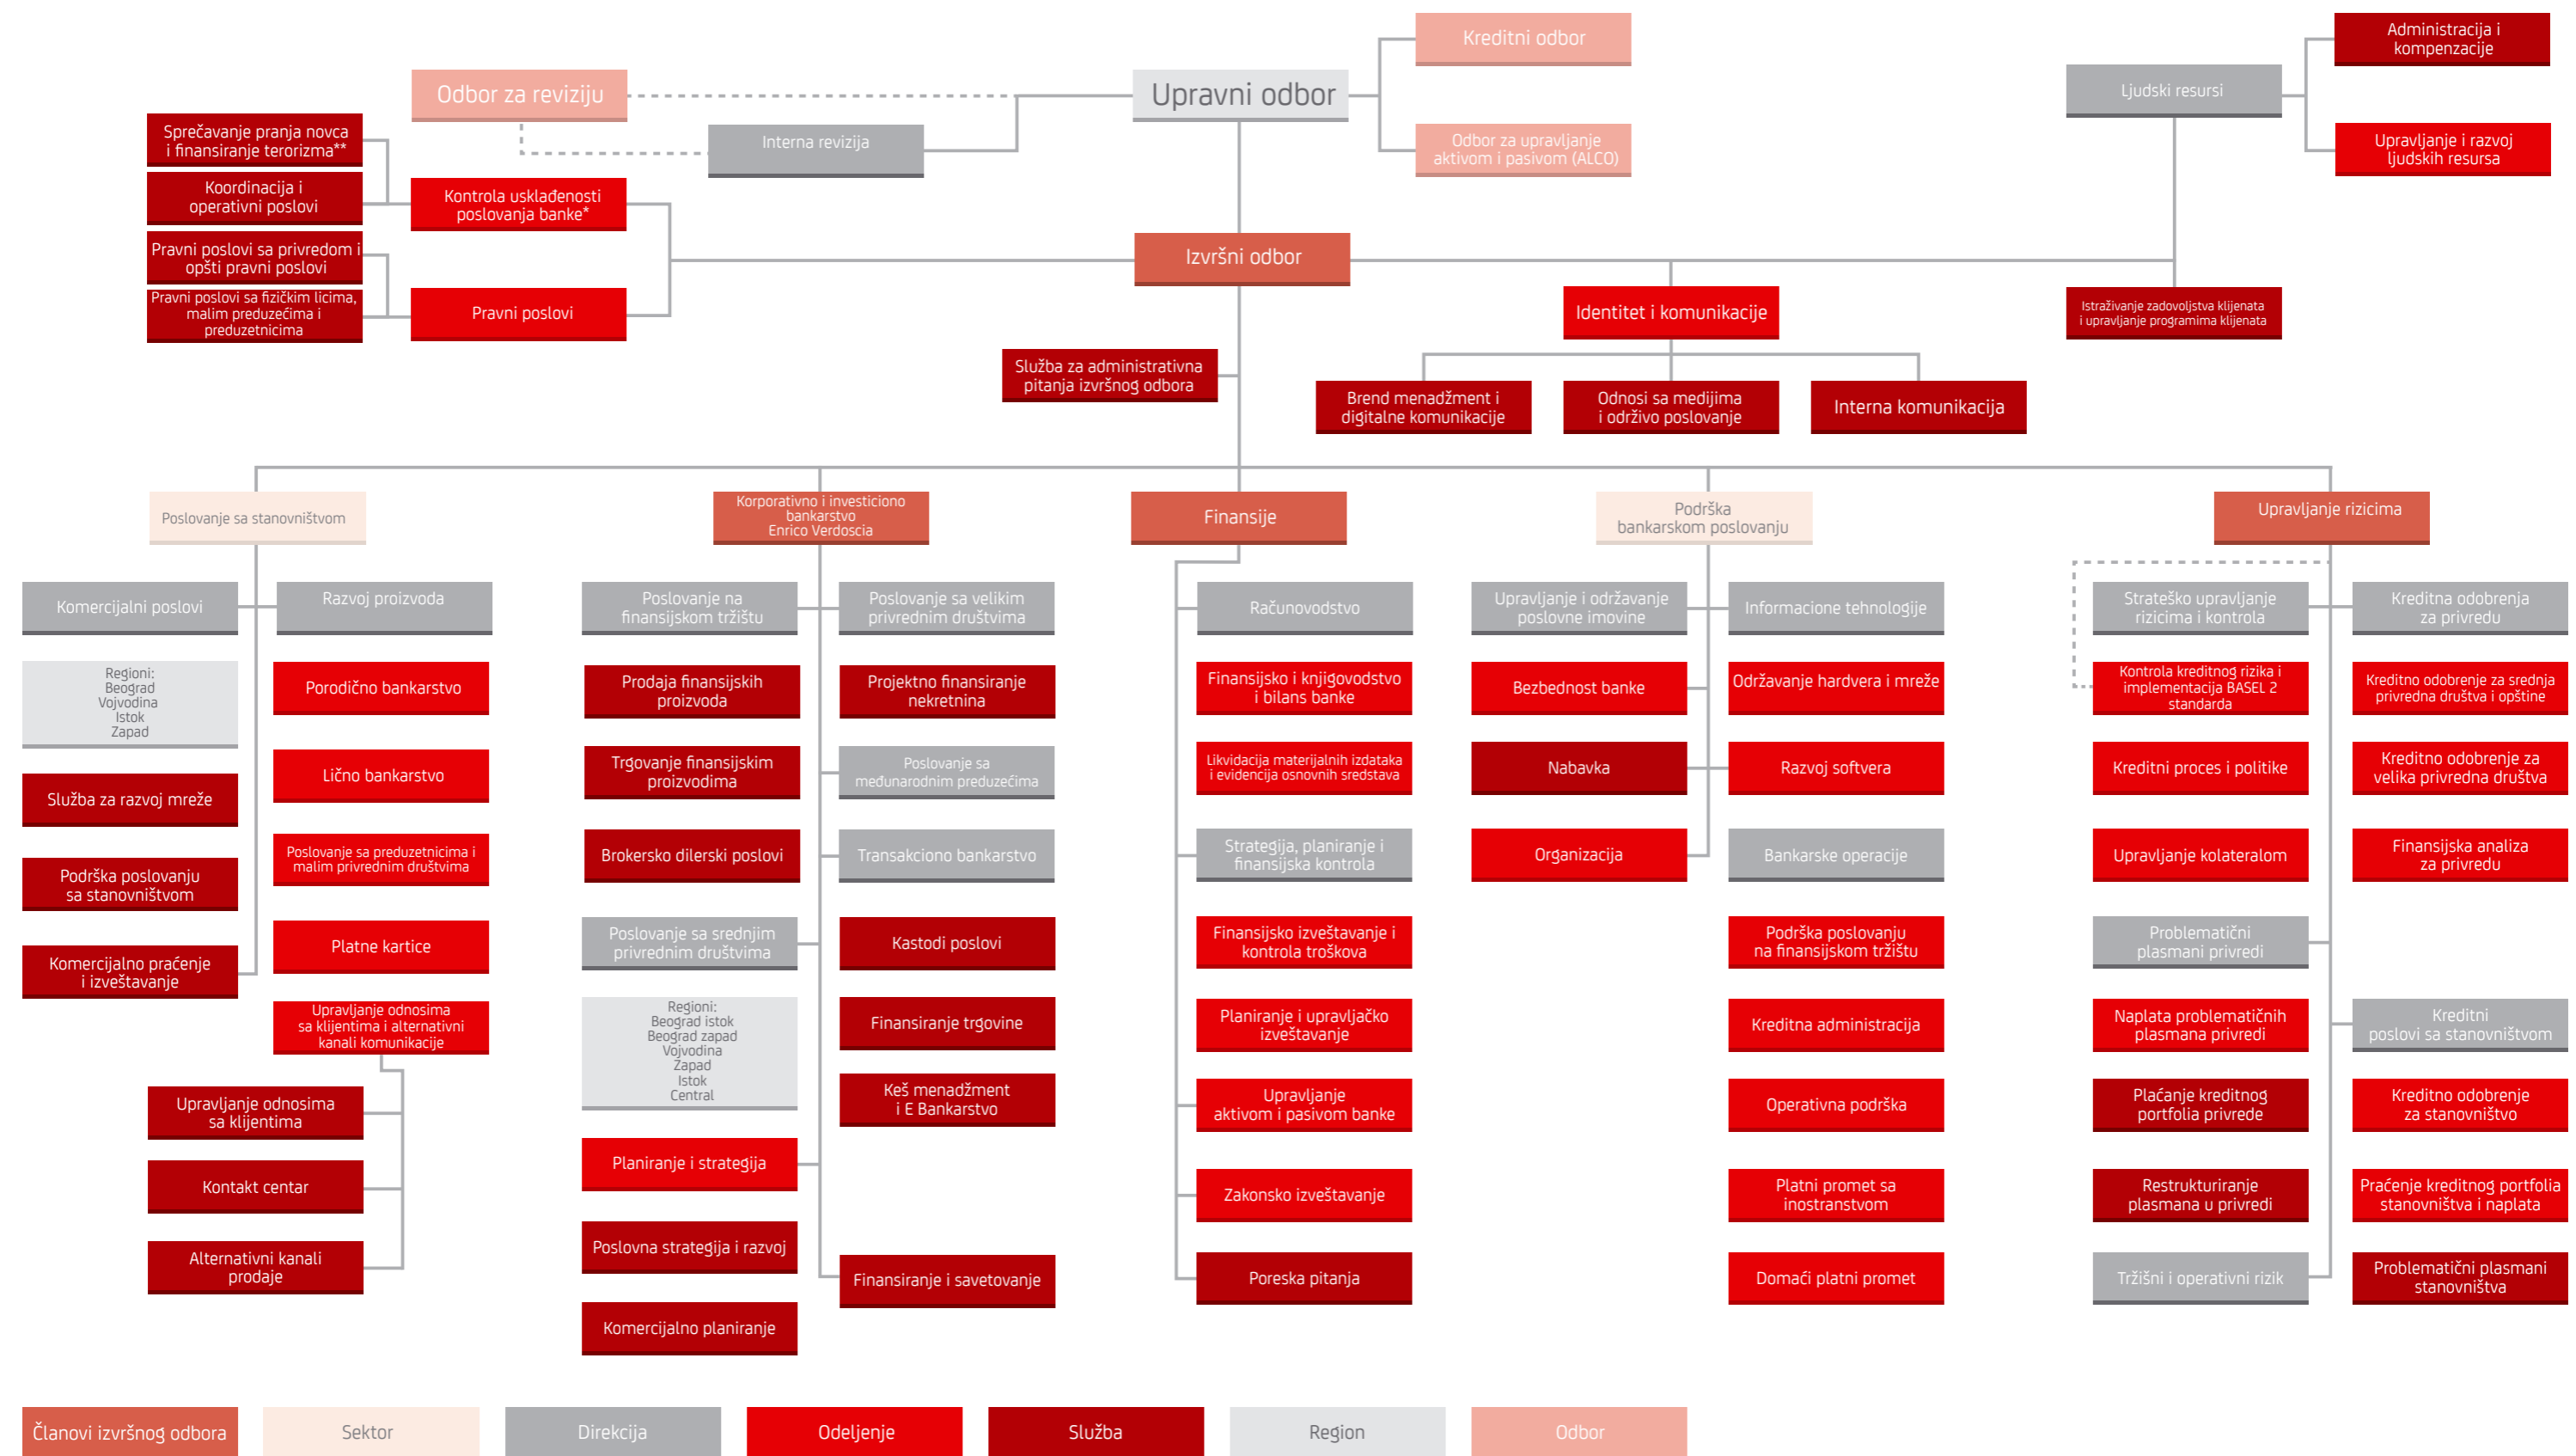 Kreditni odbor
Administracija i
kompenzacije
Odbor za reviziju
Upravni odbor
Ljudski resursi
Sprečavanje pranja novca
i finansiranje terorizma**
Interna revizija
Odbor za upravljanje
aktivom i pasivom (ALCO)
Upravljanje i razvoj
ljudskih resursa
Koordinacija i
operativni poslovi
Kontrola usklađenosti
poslovanja banke*
Pravni poslovi sa privredom i
opšti pravni poslovi
Izvršni odbor
Pravni poslovi sa fizičkim licima,
malim preduzećima i
preduzetnicima
Pravni poslovi
Identitet i komunikacije
Istraživanje zadovoljstva klijenata
i upravljanje programima klijenata
Služba za administrativna
pitanja izvršnog odbora
Brend menadžment i
digitalne komunikacije
Odnosi sa medijima
i održivo poslovanje
Interna komunikacija
Poslovanje sa stanovništvom
Korporativno i investiciono
bankarstvo
Enrico Verdoscia
Finansije
Podrška
bankarskom poslovanju
Upravljanje rizicima
Komercijalni poslovi
Razvoj proizvoda
Regioni:
Beograd
Vojvodina
Istok
Zapad
Porodično bankarstvo
Lično bankarstvo
Služba za razvoj mreže
Poslovanje sa preduzetnicima i
malim privrednim društvima
Podrška poslovanju
sa stanovništvom
Platne kartice
Komercijalno praćenje
i izveštavanje
Upravljanje odnosima
sa klijentima i alternativni
kanali komunikacije
Upravljanje odnosima
sa klijentima
Kontakt centar
Alternativni kanali
prodaje
Poslovanje na
finansijskom tržištu
Poslovanje sa velikim
privrednim društvima
Prodaja finansijskih
proizvoda
Projektno finansiranje
nekretnina
Trgovanje finansijskim
proizvodima
Poslovanje sa
međunarodnim preduzećima
Brokersko dilerski poslovi
Transakciono bankarstvo
Poslovanje sa srednjim
privrednim društvima
Kastodi poslovi
Regioni:
Beograd istok
Beograd zapad
Vojvodina
Zapad
Istok
Central
Finansiranje trgovine
Keš menadžment
i E Bankarstvo
Planiranje i strategija
Poslovna strategija i razvoj
Finansiranje i savetovanje
Komercijalno planiranje
Računovodstvo
Finansijsko i knjigovodstvo
i bilans banke
Likvidacija materijalnih izdataka
i evidencija osnovnih sredstava
Strategija, planiranje i
finansijska kontrola
Finansijsko izveštavanje i
kontrola troškova
Planiranje i upravljačko
izveštavanje
Upravljanje
aktivom i pasivom banke
Zakonsko izveštavanje
Poreska pitanja
Upravljanje i održavanje
poslovne imovine
Informacione tehnologije
Bezbednost banke
Održavanje hardvera i mreže
Nabavka
Razvoj softvera
Organizacija
Bankarske operacije
Podrška poslovanju
na finansijskom tržištu
Kreditna administracija
Operativna podrška
Platni promet sa
inostranstvom
Domaći platni promet
Strateško upravljanje
rizicima i kontrola
Kreditna odobrenja
za privredu
Kontrola kreditnog rizika i
implementacija BASEL 2
standarda
Kreditno odobrenje za srednja
privredna društva i opštine
Kreditni proces i politike
Kreditno odobrenje za
velika privredna društva
Upravljanje kolateralom
Finansijska analiza
za privredu
Problematični
plasmani privredi
Naplata problematičnih
plasmana privredi
Kreditni
poslovi sa stanovništvom
Plaćanje kreditnog
portfolia privrede
Kreditno odobrenje
za stanovništvo
Restrukturiranje
plasmana u privredi
Praćenje kreditnog portfolia
stanovništva i naplata
Tržišni i operativni rizik
Problematični plasmani
stanovništva
Članovi izvršnog odbora
Sektor
Direkcija
Odeljenje
Služba
Region
Odbor